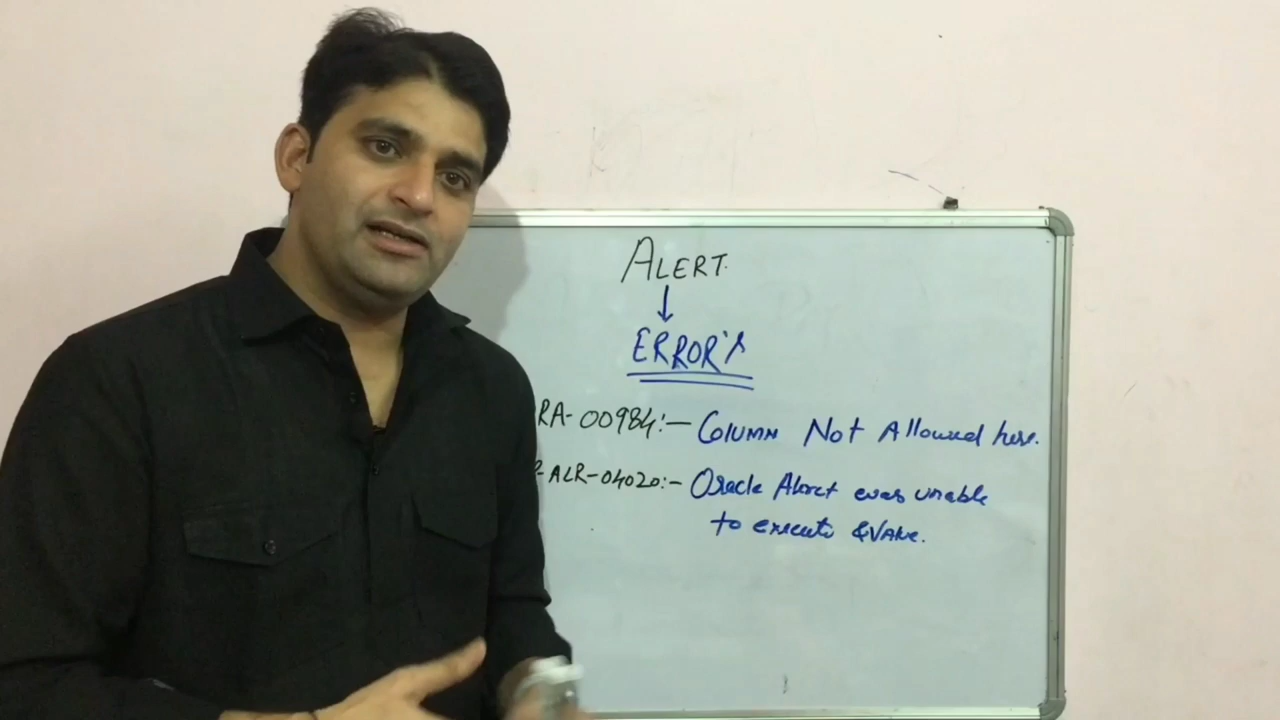 ALERT.
ERROR'S
RA-00984:- COLUMN Not Allowed here.
P-ALR-04020:- Oracle Alert was unable
to execute &VALUE.